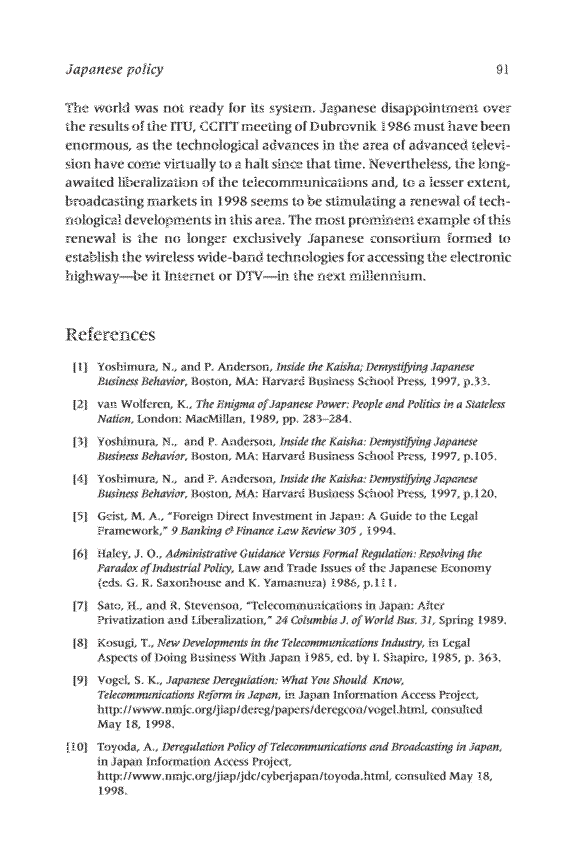 Japanese policy 91
The world was not ready for its system. Japanese disappointment over
the results of the ITU, CCITT meeting of Dubrovnik 1986 must have been
enormous, as the technological advances in the area of advanced televi-
sion have come virtually to a halt since that time. Nevertheless, the long-
awaited liberalization of the telecommunications and, to a lesser extent,
broadcasting markets in 1998 seems to be stimulating a renewal of tech-
nological developments in this area. The most prominent example of this
renewal is the no longer exclusively Japanese consortium formed to
establish the wireless wide-band technologies for accessing the electronic
highway—be it Internet or DTV—in the next millennium.
References
[1] Yoshimura, N., and P. Anderson, Inside the Kaisha; Demystifying Japanese
Business Behavior, Boston, MA: Harvard Business School Press, 1997, p.33.
[2] van Wolferen, K., The Enigma of Japanese Power: People and Politics in a Stateless
Nation, London: MacMillan, 1989, pp. 283–284.
[3] Yoshimura, N., and P. Anderson, Inside the Kaisha: Demystifying Japanese
Business Behavior, Boston, MA: Harvard Business School Press, 1997, p.105.
[4] Yoshimura, N., and P. Anderson, Inside the Kaisha: Demystifying Japanese
Business Behavior, Boston, MA: Harvard Business School Press, 1997, p.120.
[5] Geist, M. A., "Foreign Direct Investment in Japan: A Guide to the Legal
Framework," 9 Banking & Finance Law Review 305 , 1994.
[6] Haley, J. O., Administrative Guidance Versus Formal Regulation: Resolving the
Paradox of Industrial Policy, Law and Trade Issues of the Japanese Economy
(eds. G. R. Saxonhouse and K. Yamamura) 1986, p.111.
[7] Sato, H., and R. Stevenson, "Telecommunications in Japan: After
Privatization and Liberalization," 24 Columbia J. of World Bus. 31, Spring 1989.
[8] Kosugi, T., New Developments in the Telecommunications Industry, in Legal
Aspects of Doing Business With Japan 1985, ed. by I. Shapiro, 1985, p. 363.
[9] Vogel, S. K., Japanese Deregulation: What You Should Know,
Telecommunications Reform in Japan, in Japan Information Access Project,
http://www.nmjc.org/jiap/dereg/papers/deregcon/vogel.html, consulted
May 18, 1998.
[10] Toyoda, A., Deregulation Policy of Telecommunications and Broadcasting in Japan,
in Japan Information Access Project,
http://www.nmjc.org/jiap/jdc/cyberjapan/toyoda.html, consulted May 18,
1998.